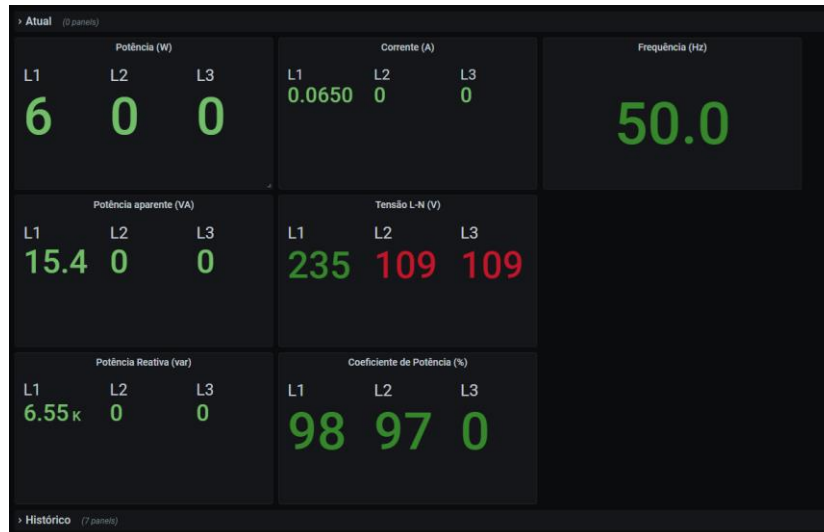 › Atual (0 panels)
Potência (W)
L1 L2 L3
6 0 0
Corrente (A)
L1 L2 L3
0.0650 0 0
Frequência (Hz)
50.0
Potência aparente (VA)
L1 L2 L3
15.4 0 0
Tensão L-N (V)
L1 L2 L3
235 109 109
Potência Reativa (var)
L1 L2 L3
6.55 K 0 0
Coeficiente de Potência (%)
L1 L2 L3
98 97 0
› Histórico (7 panels)